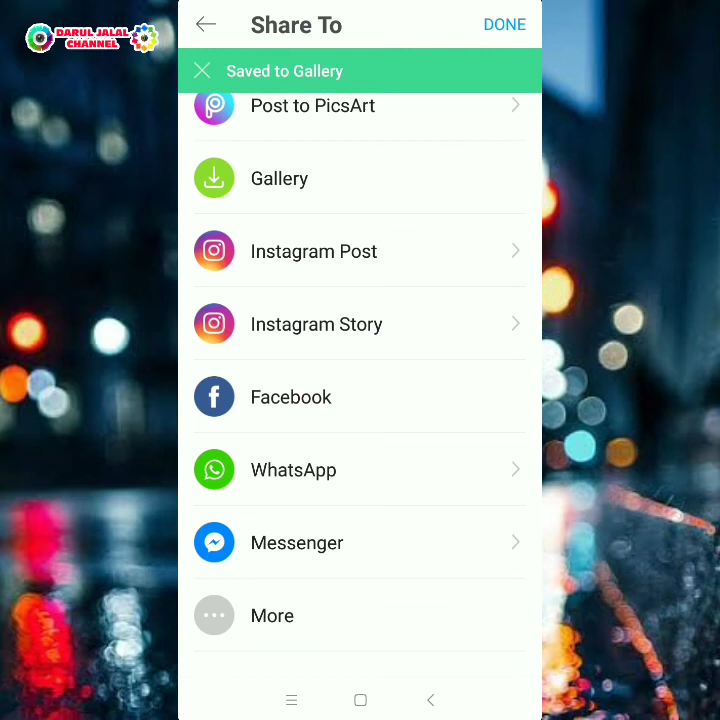 DARUL JALAL
CHANNEL
Share To
DONE
Saved to Gallery
Post to PicsArt
Gallery
Instagram Post
Instagram Story
Facebook
WhatsApp
Messenger
More